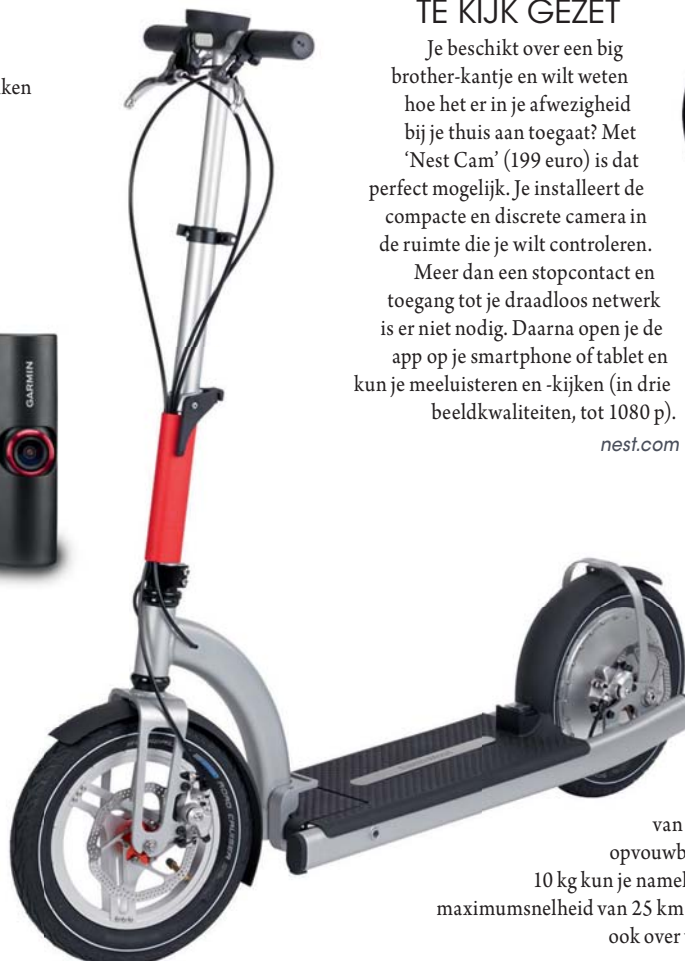 TE KIJK GEZET
Je beschikt over een big
brother-kantje en wilt weten
hoe het er in je afwezigheid
bij je thuis aan toegaat? Met
‘Nest Cam’ (199 euro) is dat
perfect mogelijk. Je installeert de
compacte en discrete camera in
de ruimte die je wilt controleren.
Meer dan een stopcontact en
toegang tot je draadloos netwerk
is er niet nodig. Daarna open je de
app op je smartphone of tablet en
kun je meeluisteren en -kijken (in drie
beeldkwaliteiten, tot 1080 p).
nest.com
GARMIN
ROAD CRUISER
van
10 kg kun je
maximumsnelheid van 25 km
ook over